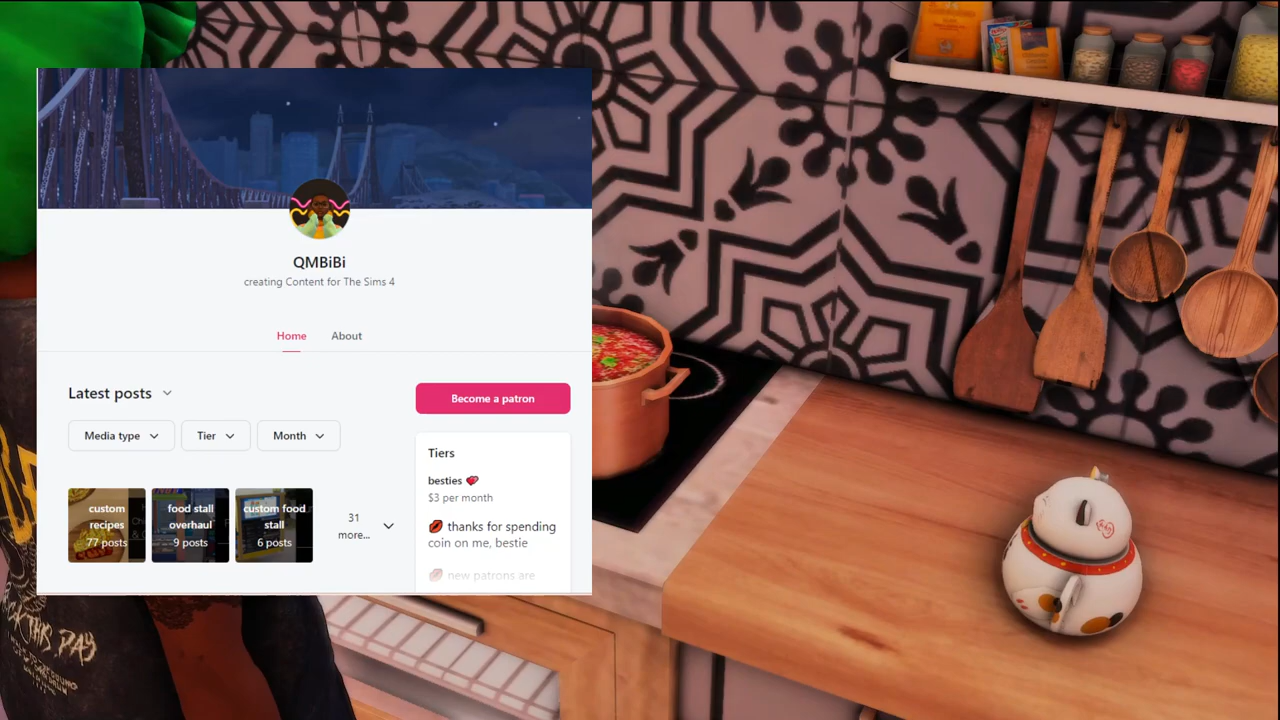 QMBiBi
creating Content for The Sims 4
Home
About
Latest posts
Become a patron
Media type
Tier
Month
Tiers
besties
$3 per month
custom
recipes
77 posts
food stall
overhaul
9 posts
custom food
stall
6 posts
31
more...
thanks for spending
coin on me, bestie
new patrons are
THIS DAY